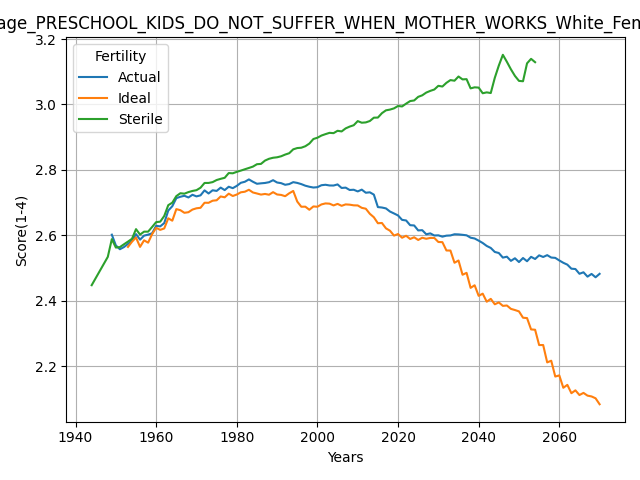 age_PRESCHOOL_KIDS_DO_NOT_SUFFER_WHEN_MOTHER_WORKS_White_Fem
3.2
3.0
2.8
2.6
2.4
2.2
Score(1-4)
Fertility
Actual
Ideal
Sterile
1940
1960
1980
2000
2020
2040
2060
Years